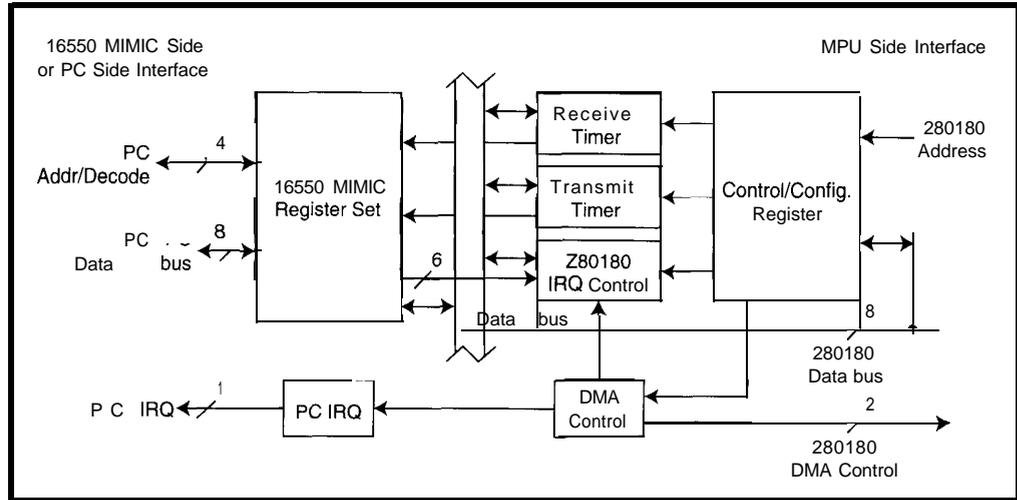 16550 MIMIC Side
or PC Side Interface
MPU Side Interface
PC
Addr/Decode
4
16550 MIMIC
Register Set
Receive
Timer
Transmit
Timer
Z80180
IRQ Control
Control/Config.
Register
280180
Address
PC
Data bus
8
6
Data bus
8
280180
Data bus
PC IRQ
1
PC IRQ
DMA
Control
2
280180
DMA Control